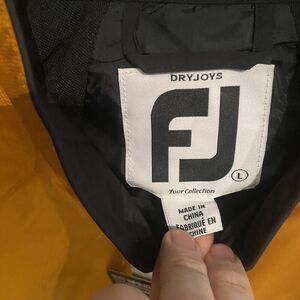 DRYJOYS
FJ
L
Tour Collection
MADE IN
CHINA
FABRIQUÉ EN
CHINE